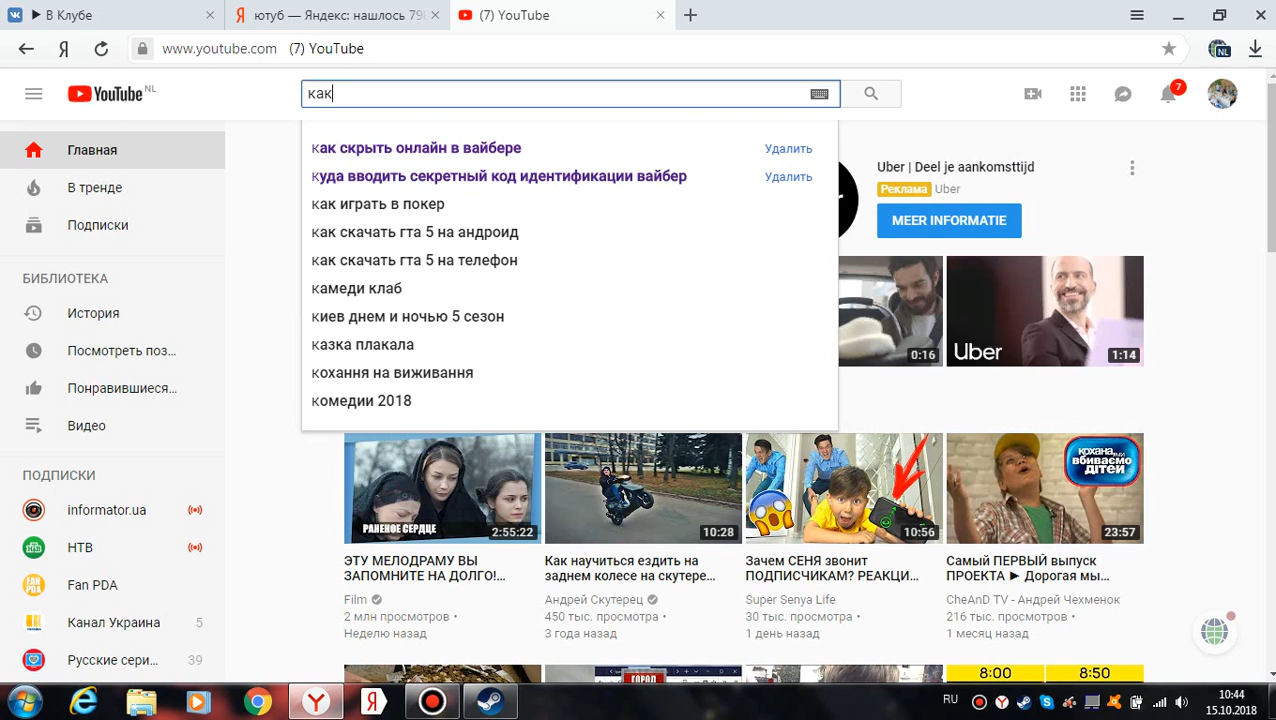 ▶ В Клубе
ютуб — Яндекс: нашлось 798
(7) YouTube
www.youtube.com (7) YouTube
NL
YouTube NL
как
7
как скрыть онлайн в вайбере Удалить
куда вводить секретный код идентификации вайбер Удалить
как играть в покер
как скачать гта 5 на андроид
как скачать гта 5 на телефон
камеди клаб
киев днем и ночью 5 сезон
казка плакала
кохання на виживання
комедии 2018
Главная
В тренде
Подписки
БИБЛИОТЕКА
История
Посмотреть поз...
Понравившиеся...
Видео
ПОДПИСКИ
informator.ua
НТВ
Fan PDA
Канал Украина 5
Русские сери... 39
Uber | Deel je aankomsttijd
Реклама Uber
MEER INFORMATIE
0:16
Uber 1:14
РАНЕНОЕ СЕРДЦЕ 2:55:22
10:28
10:56
кохана ми вбиваємо дітей
23:57
ЭТУ МЕЛОДРАМУ ВЫ
ЗАПОМНИТЕ НА ДОЛГО!...
Film
2 млн просмотров •
Неделю назад
Как научиться ездить на
заднем колесе на скутере...
Андрей Скутерец
450 тыс. просмотра •
3 года назад
Зачем СЕНЯ звонит
ПОДПИСЧИКАМ? РЕАКЦИ...
Super Senya Life
30 тыс. просмотра •
1 день назад
Самый ПЕРВЫЙ выпуск
ПРОЕКТА ► Дорогая мы...
CheAnD TV - Андрей Чехменок
216 тыс. просмотров •
1 месяц назад
ГОРОД
8:00 8:50
RU
10:44
15.10.2018